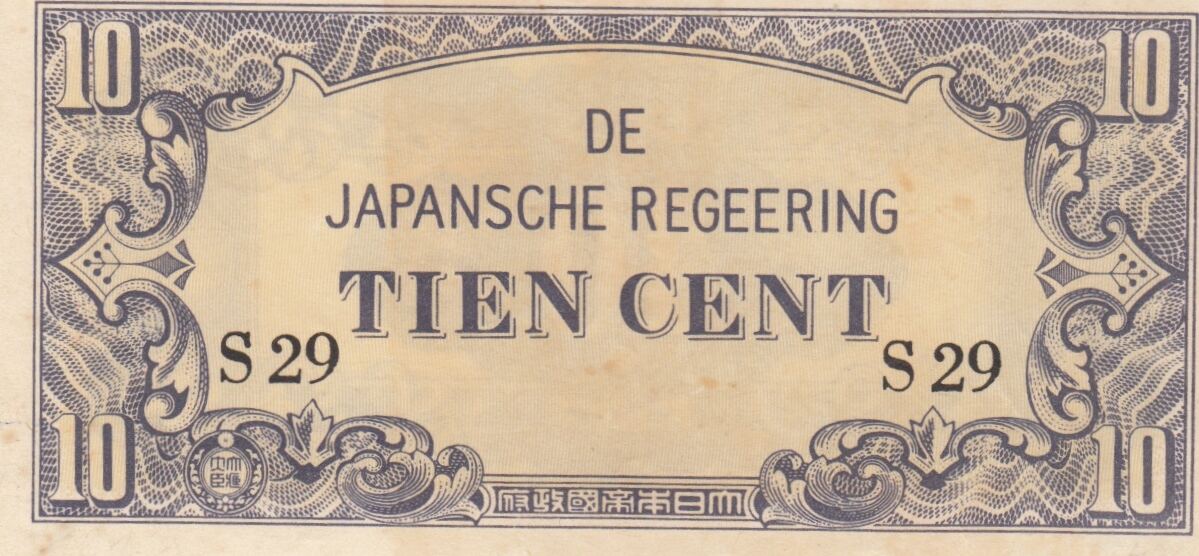 10 10
DE
JAPANSCHE REGEERING
TIEN CENT
S 29 S 29
10 10
府政國帝本日大